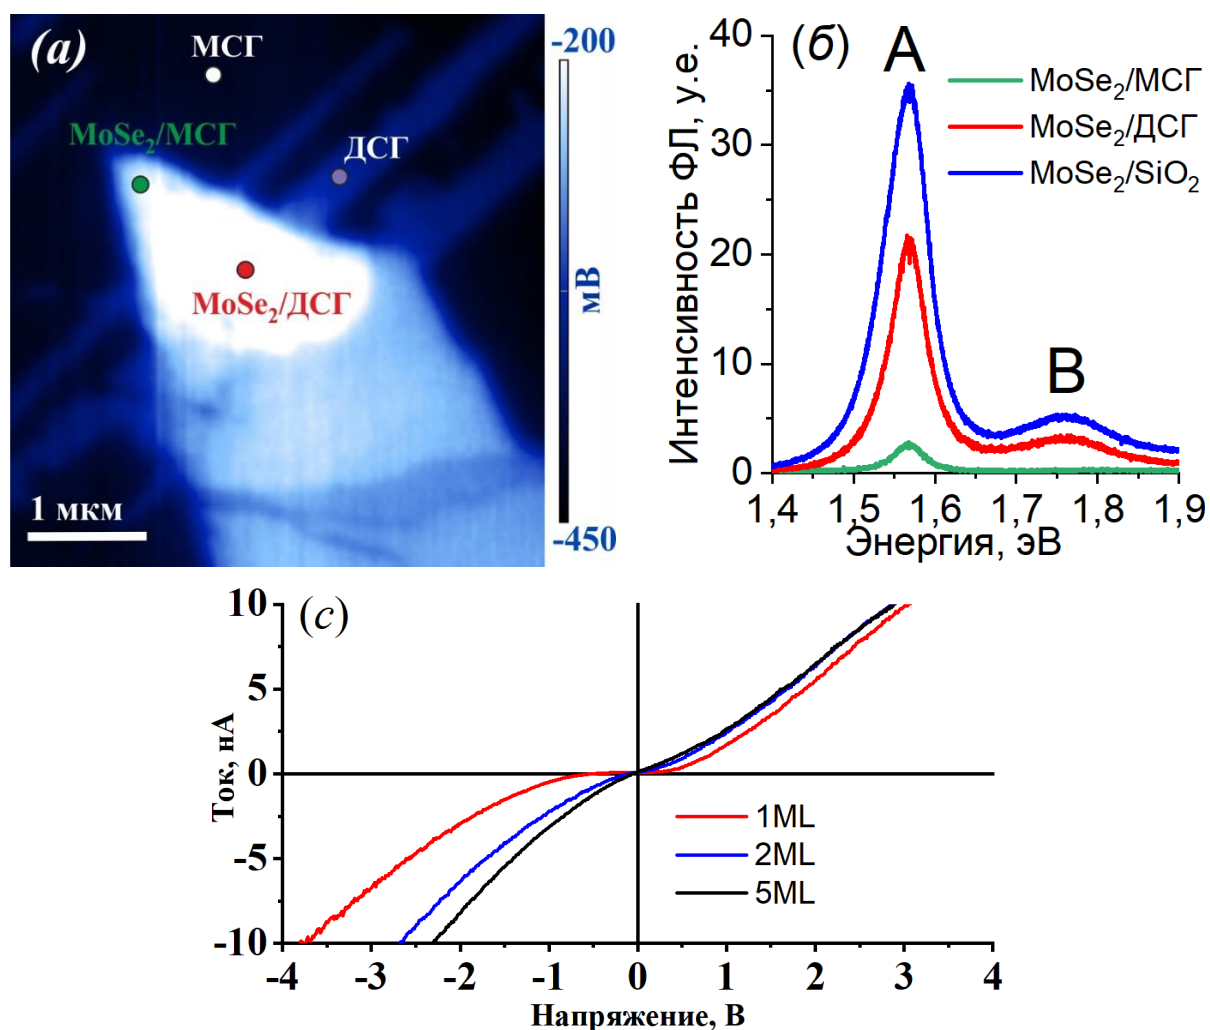 (а)
МСГ
MoSe₂/МСГ
ДСГ
MoSe₂/ДСГ
1 мкм
-200
мВ
-450
(б)
A
B
MoSe₂/МСГ
MoSe₂/ДСГ
MoSe₂/SiO₂
Интенсивность ФЛ, у.е.
40
30
20
10
0
1,4 1,5 1,6 1,7 1,8 1,9
Энергия, эВ
(c)
Ток, нА
10
5
0
-5
-10
1ML
2ML
5ML
-4 -3 -2 -1 0 1 2 3 4
Напряжение, В